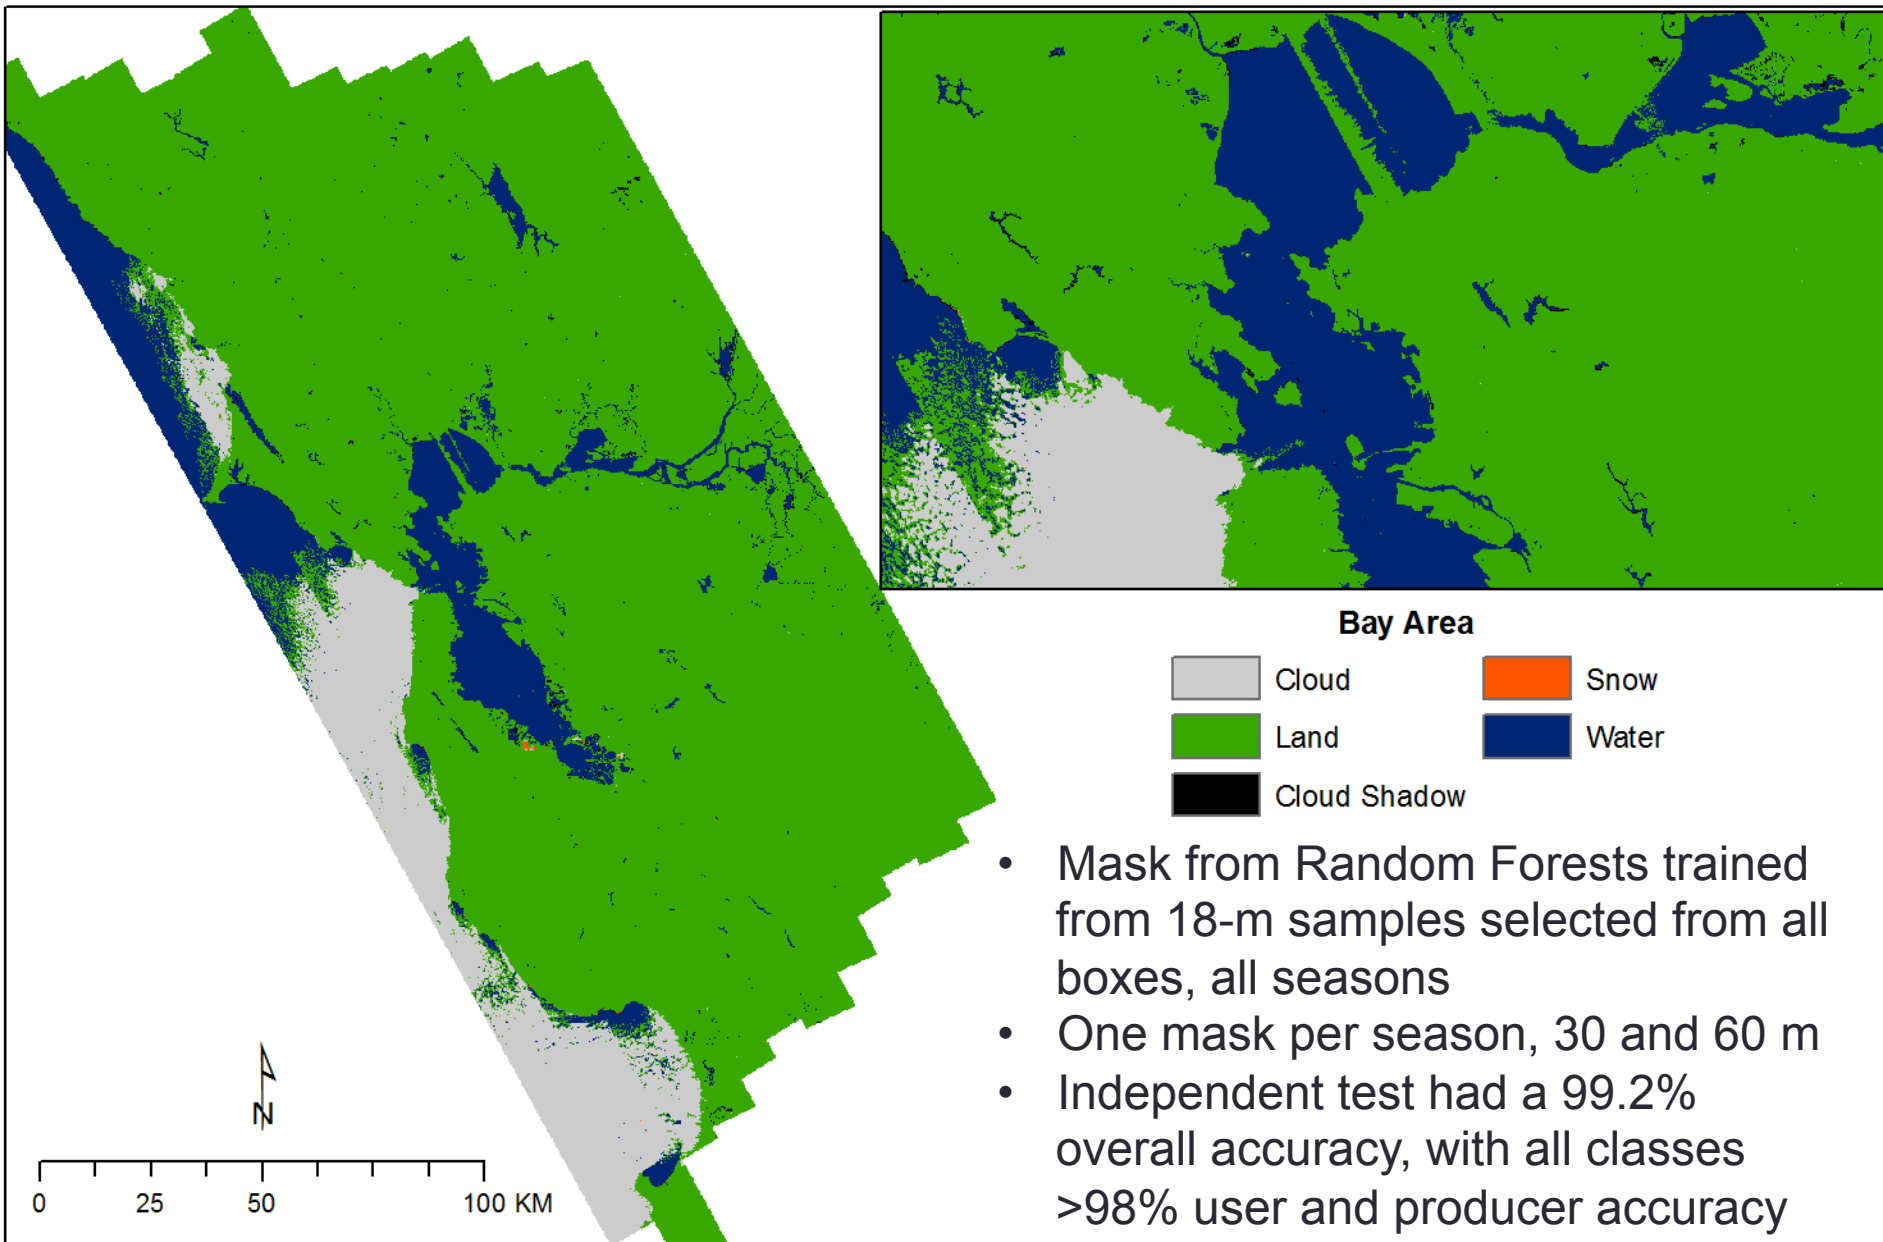 Bay Area
Cloud
Snow
Land
Water
Cloud Shadow
• Mask from Random Forests trained
from 18-m samples selected from all
boxes, all seasons
• One mask per season, 30 and 60 m
• Independent test had a 99.2%
overall accuracy, with all classes
>98% user and producer accuracy
N
0 25 50 100 KM